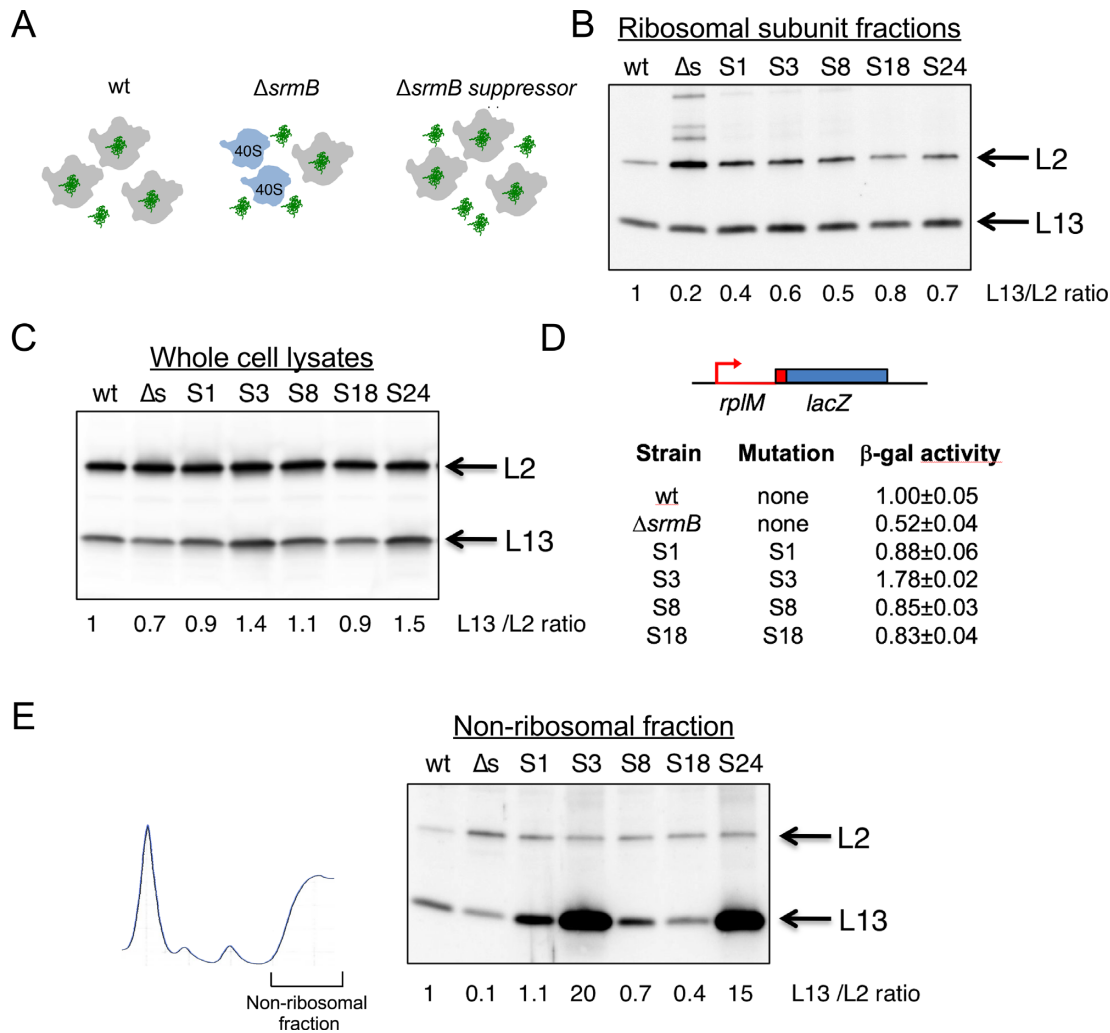 A
wt
ΔsrmB
ΔsrmB suppressor
40S
40S
B
Ribosomal subunit fractions
wt Δs S1 S3 S8 S18 S24
L2
L13
1 0.2 0.4 0.6 0.5 0.8 0.7 L13/L2 ratio
C
Whole cell lysates
wt Δs S1 S3 S8 S18 S24
L2
L13
1 0.7 0.9 1.4 1.1 0.9 1.5 L13 /L2 ratio
D
rplM lacZ
Strain Mutation β-gal activity
wt none 1.00±0.05
ΔsrmB none 0.52±0.04
S1 S1 0.88±0.06
S3 S3 1.78±0.02
S8 S8 0.85±0.03
S18 S18 0.83±0.04
E
Non-ribosomal
fraction
Non-ribosomal fraction
wt Δs S1 S3 S8 S18 S24
L2
L13
1 0.1 1.1 20 0.7 0.4 15 L13 /L2 ratio